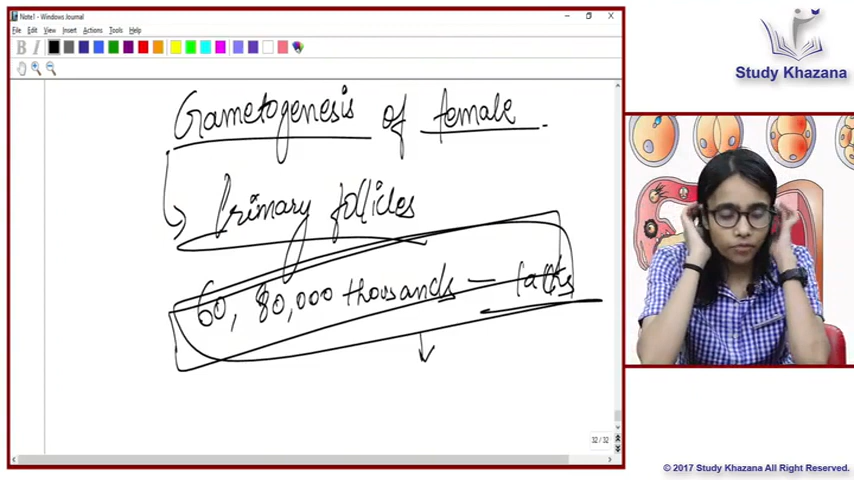 Note1 - Windows Journal
File Edit View Insert Actions Tools Help
B I
Study Khazana
Gametogenesis of female.
Primary follicles
60, 80,000 thousands - lakhs
32 / 32
© 2017 Study Khazana All Right Reserved.